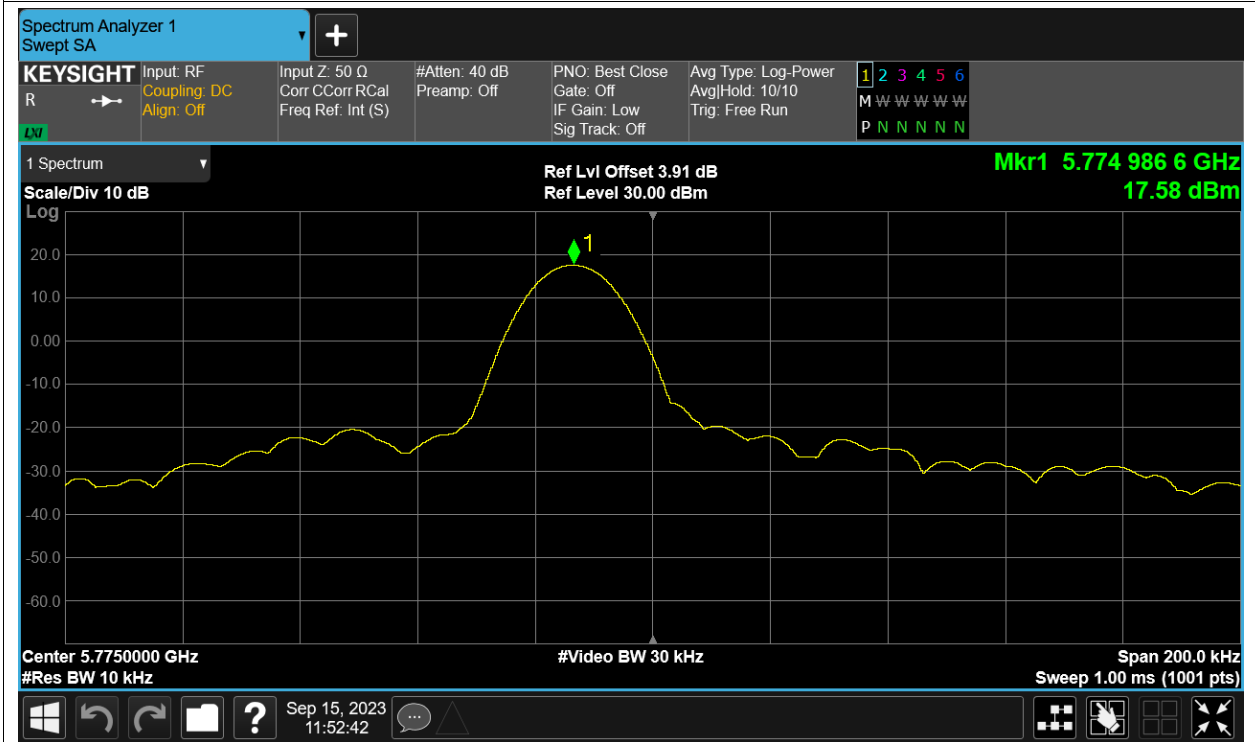 Spectrum Analyzer 1
Swept SA
KEYSIGHT
R
LXI
Input: RF
Coupling: DC
Align: Off
Input Z: 50 Ω
Corr CCorr RCal
Freq Ref: Int (S)
#Atten: 40 dB
Preamp: Off
PNO: Best Close
Gate: Off
IF Gain: Low
Sig Track: Off
Avg Type: Log-Power
Avg|Hold: 10/10
Trig: Free Run
1 2 3 4 5 6
M W W W W W
P N N N N N
1 Spectrum
Scale/Div 10 dB
Log
Ref Lvl Offset 3.91 dB
Ref Level 30.00 dBm
Mkr1 5.774 986 6 GHz
17.58 dBm
1
20.0
10.0
0.00
-10.0
-20.0
-30.0
-40.0
-50.0
-60.0
Center 5.7750000 GHz
#Res BW 10 kHz
#Video BW 30 kHz
Span 200.0 kHz
Sweep 1.00 ms (1001 pts)
?
Sep 15, 2023
11:52:42